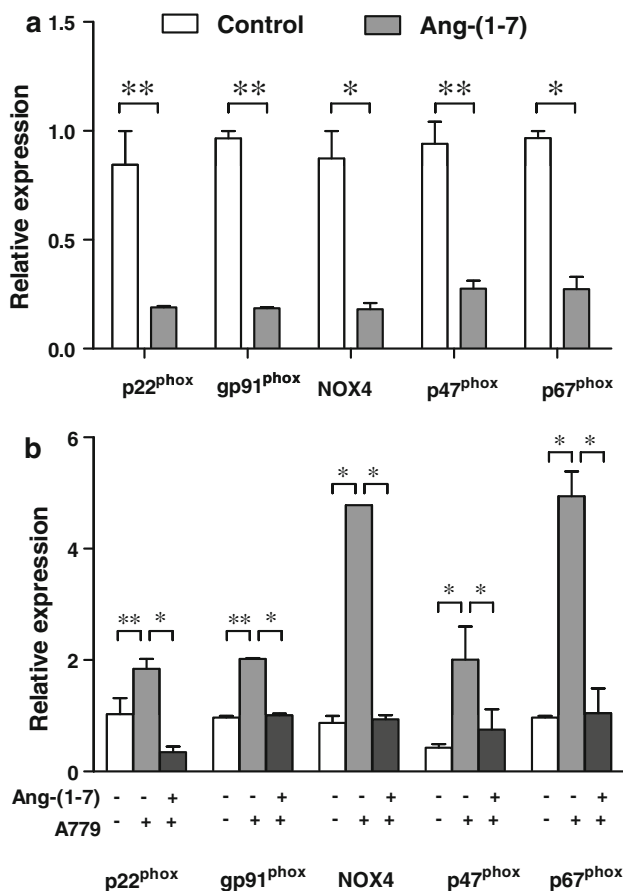 a
Control Ang-(1-7)
Relative expression
1.5
1.0
0.5
0.0
** ** * ** *
p22phox gp91phox NOX4 p47phox p67phox
b
Relative expression
6
4
2
0
** * ** * * * * * * *
Ang-(1-7) - - + - - + - - + - - + - - +
A779 - + + - + + - + + - + + - + +
p22phox gp91phox NOX4 p47phox p67phox